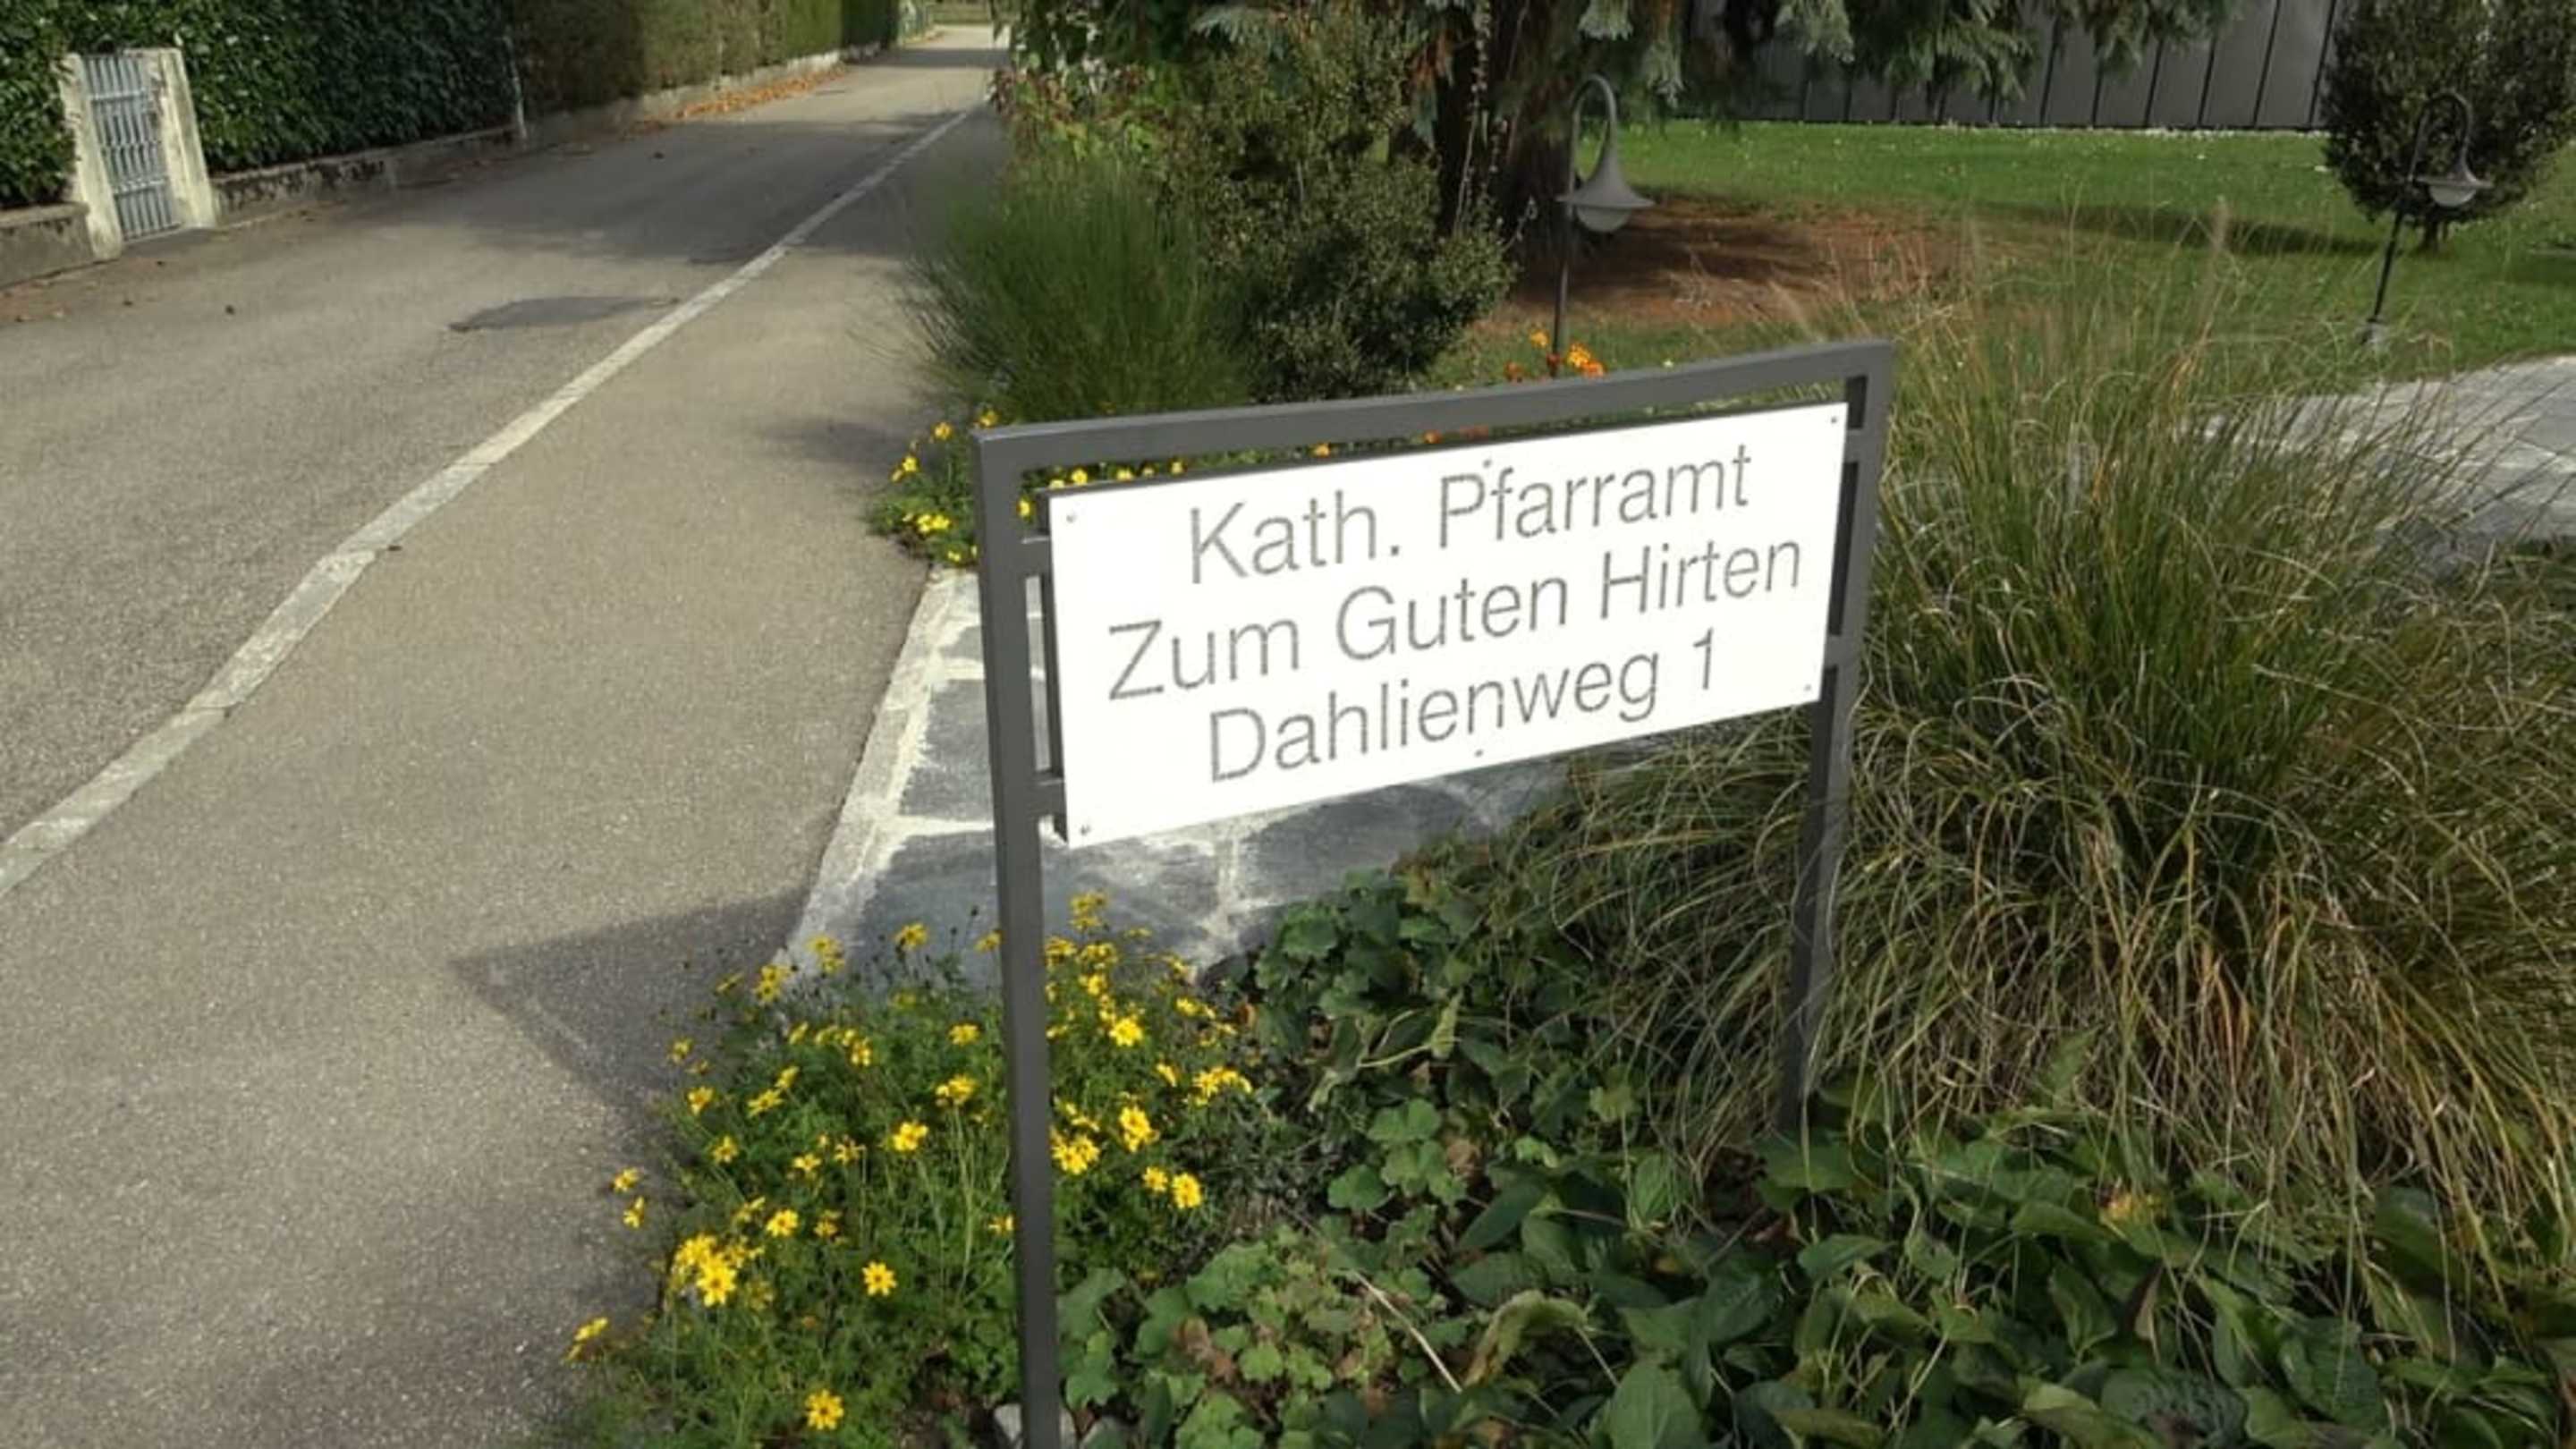 Kath. Pfarramt
Zum Guten Hirten
Dahlienweg 1